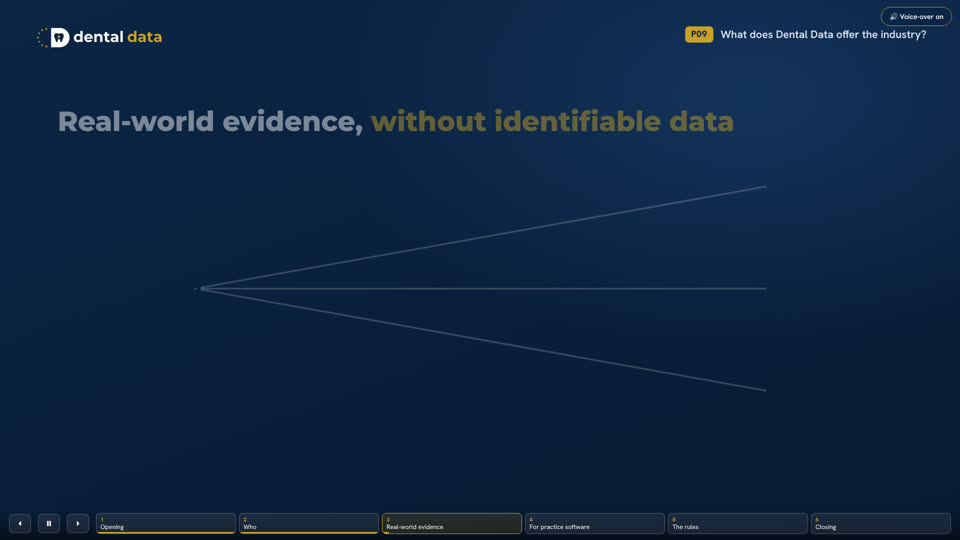 🔊 Voice-over on
dental data
P09 What does Dental Data offer the industry?
Real-world evidence, without identifiable data
1
Opening
2
Who
3
Real-world evidence
4
For practice software
5
The rules
6
Closing